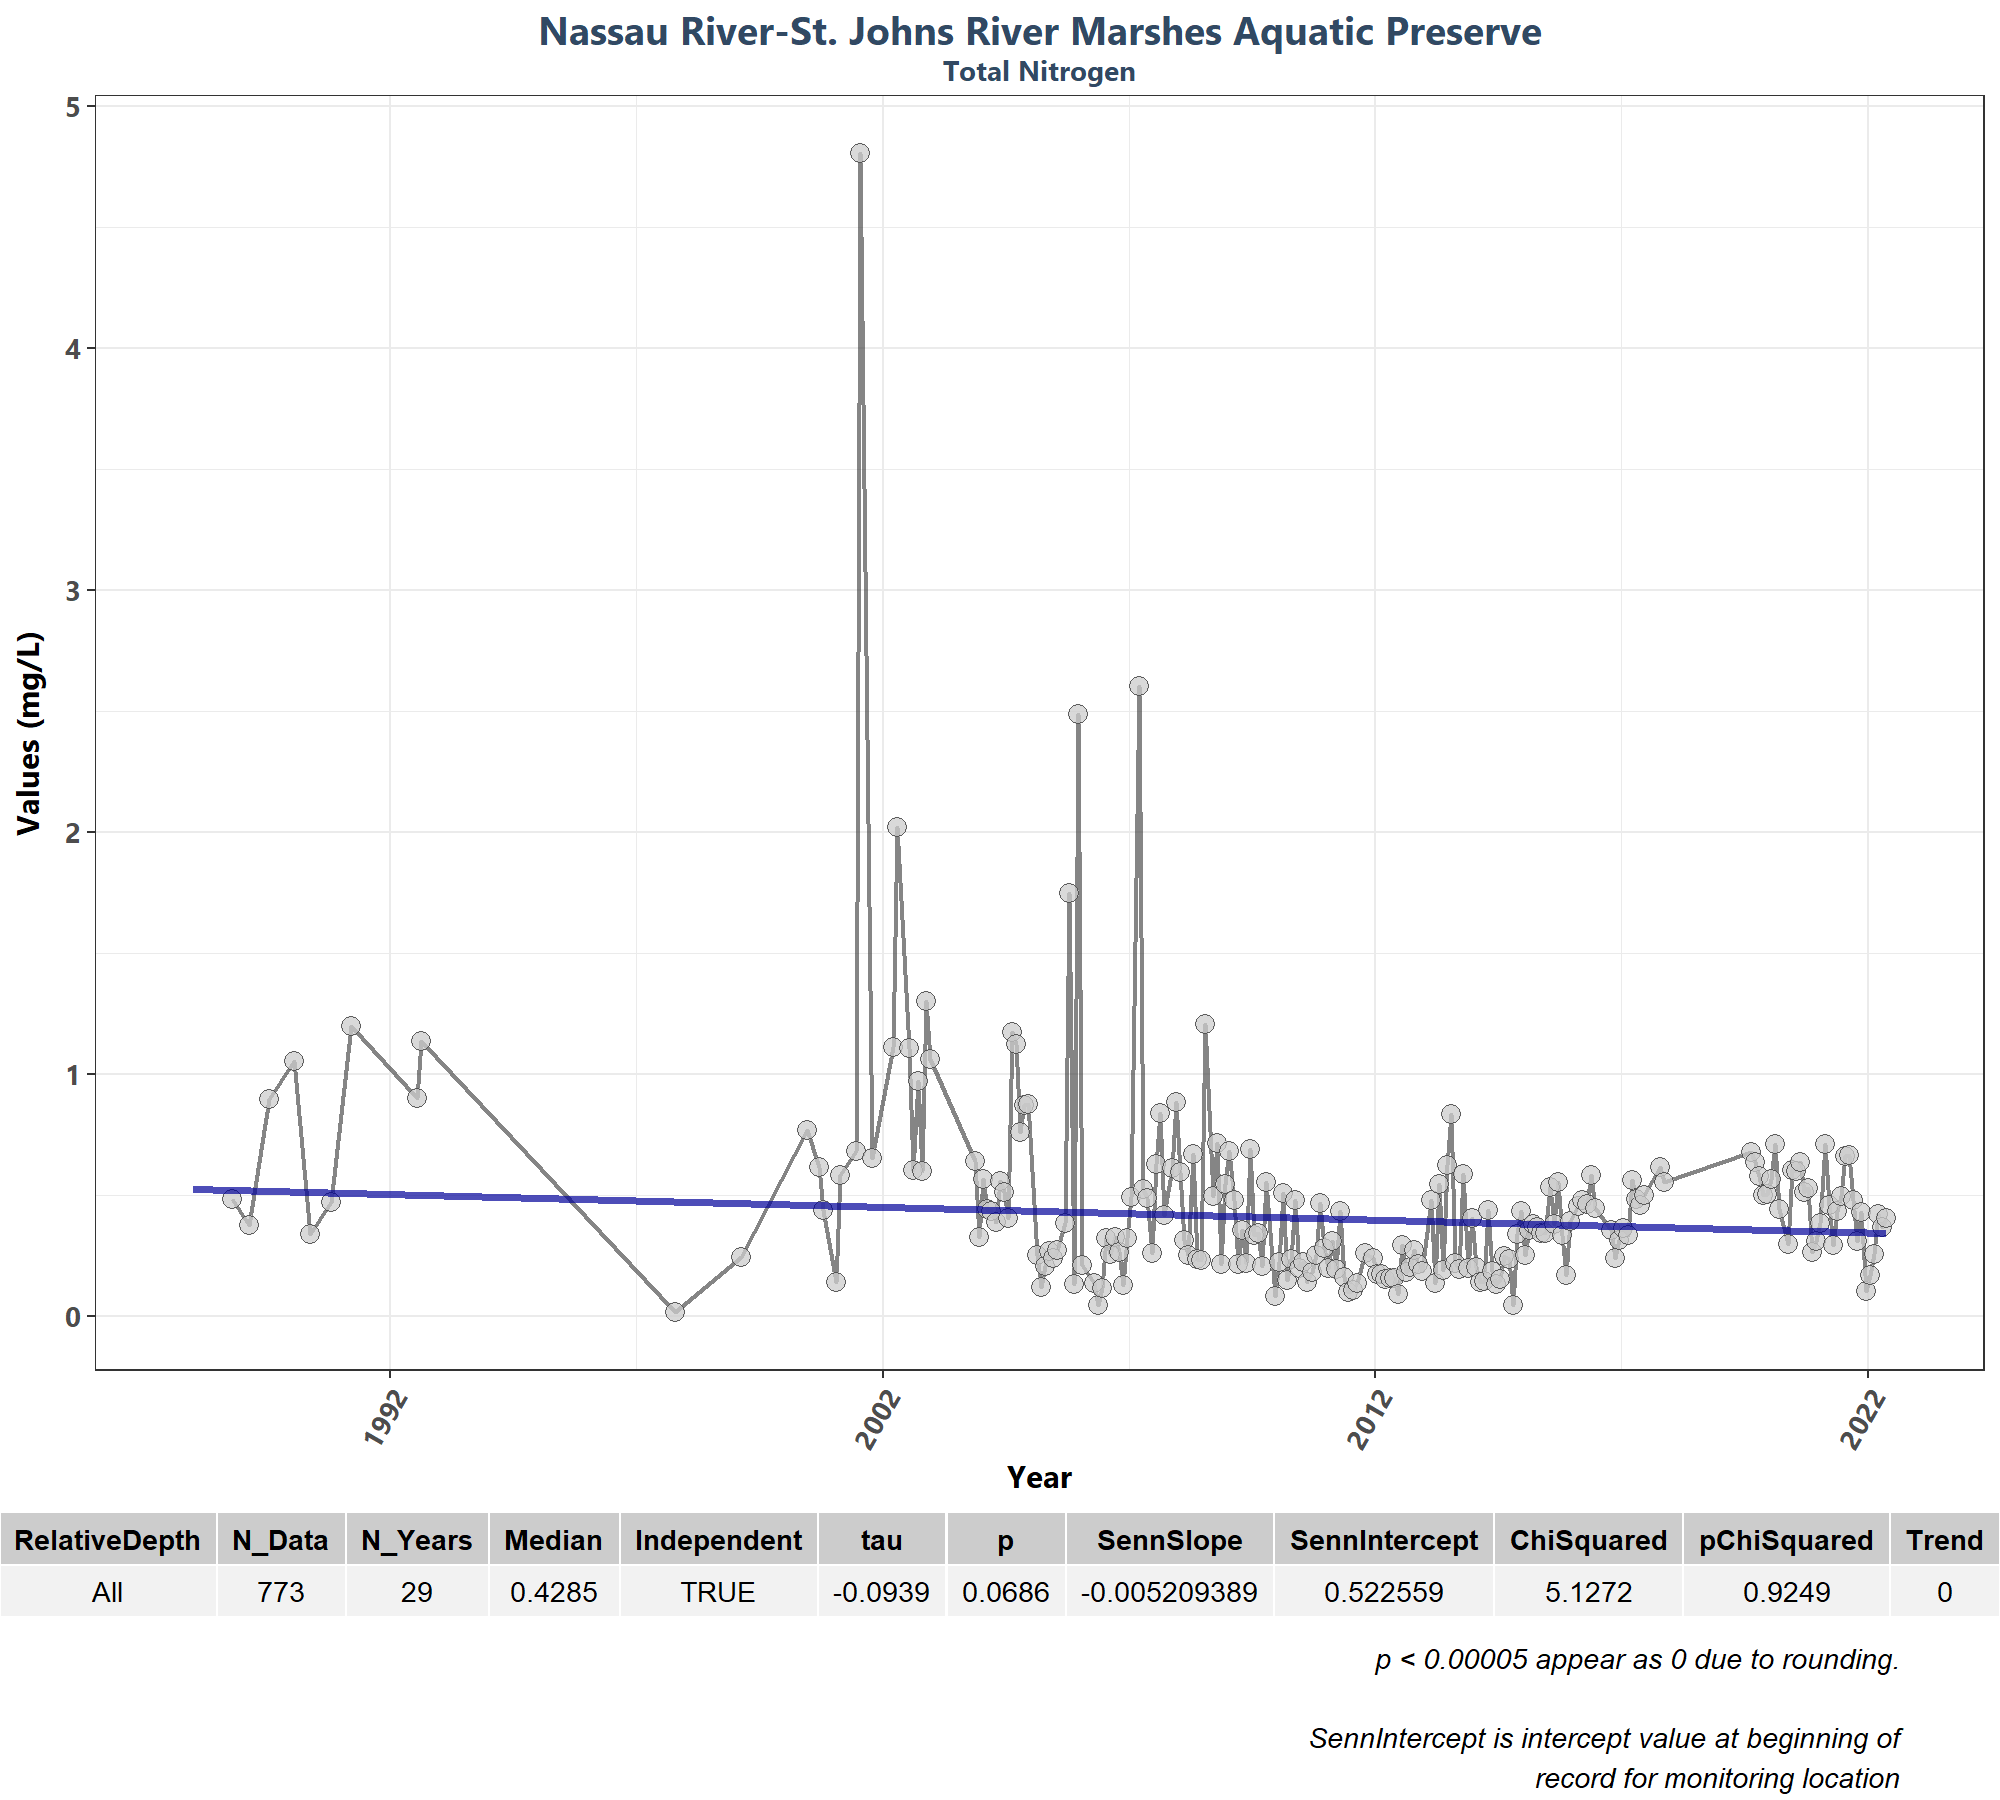 Nassau River-St. Johns River Marshes Aquatic Preserve
Total Nitrogen
5
4
3
2
1
0
Values (mg/L)
1992
2002
2012
2022
Year
RelativeDepth N_Data N_Years Median Independent tau p SennSlope SennIntercept ChiSquared pChiSquared Trend
All 773 29 0.4285 TRUE -0.0939 0.0686 -0.005209389 0.522559 5.1272 0.9249 0
p < 0.00005 appear as 0 due to rounding.
SennIntercept is intercept value at beginning of
record for monitoring location